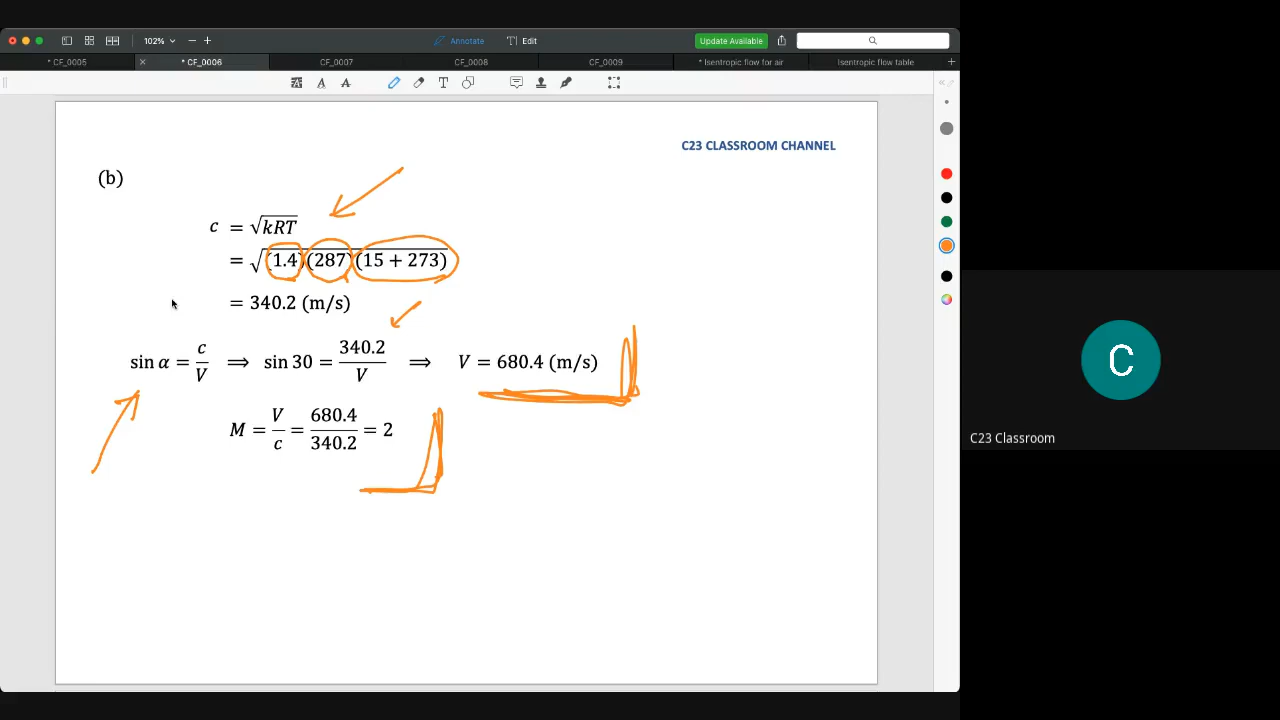 102%
Annotate
Edit
Update Available
* CF_0005
* CF_0006
CF_0007
CF_0008
CF_0009
* Isentropic flow for air
Isentropic flow table
C23 CLASSROOM CHANNEL
(b)
c = √kRT
= √(1.4)(287)(15 + 273)
= 340.2 (m/s)
sin α = c/V ⟹ sin 30 = 340.2/V ⟹ V = 680.4 (m/s)
M = V/c = 680.4/340.2 = 2
C
C23 Classroom